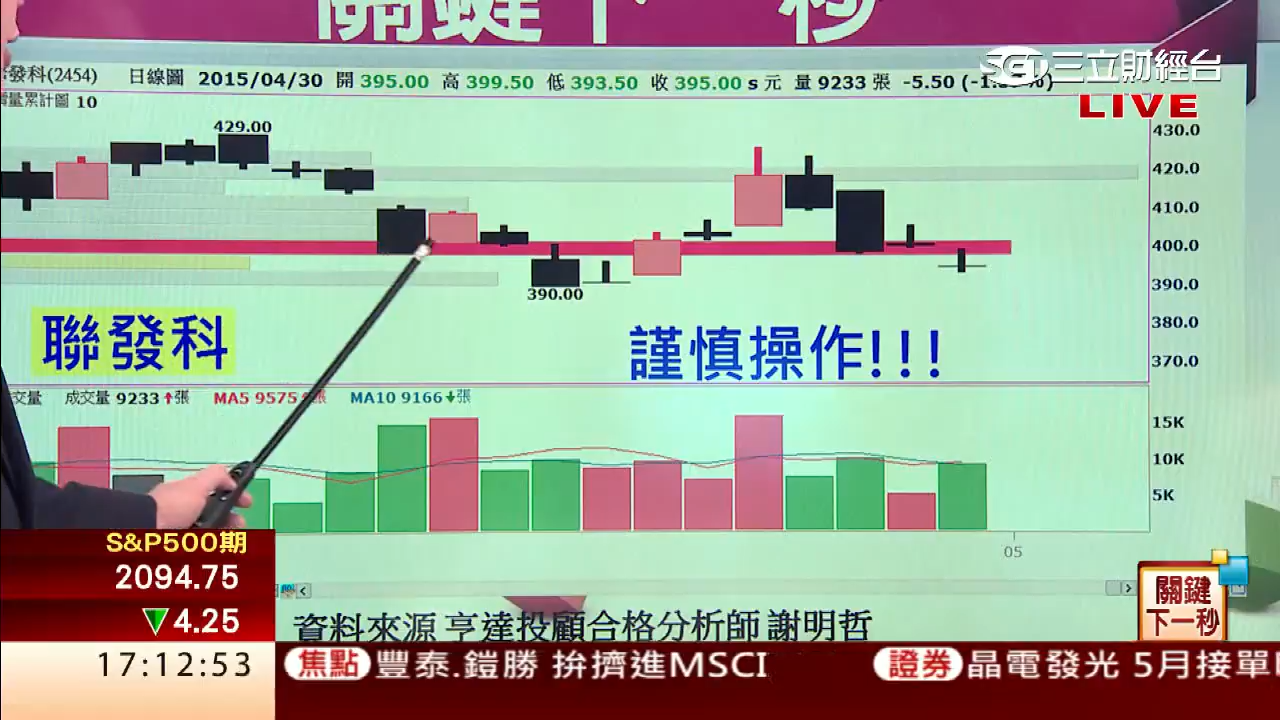 關鍵下一秒
發科(2454) 日線圖 2015/04/30 開 395.00 高 399.50 低 393.50 收 395.00 s 元 量 9233 張 -5.50
三立財經台
LIVE
量累計圖 10
429.00
390.00
430.0
420.0
410.0
400.0
390.0
380.0
370.0
聯發科
謹慎操作!!!
交量 成交量 9233↑張 MA5 9575 張 MA10 9166↓張
15K
10K
5K
05
資料來源 亨達投顧合格分析師 謝明哲
S&P500期
2094.75
▼4.25
17:12:53
關鍵
下一秒
焦點 豐泰.鎧勝 拚擠進MSCI
證券 晶電發光 5月接單